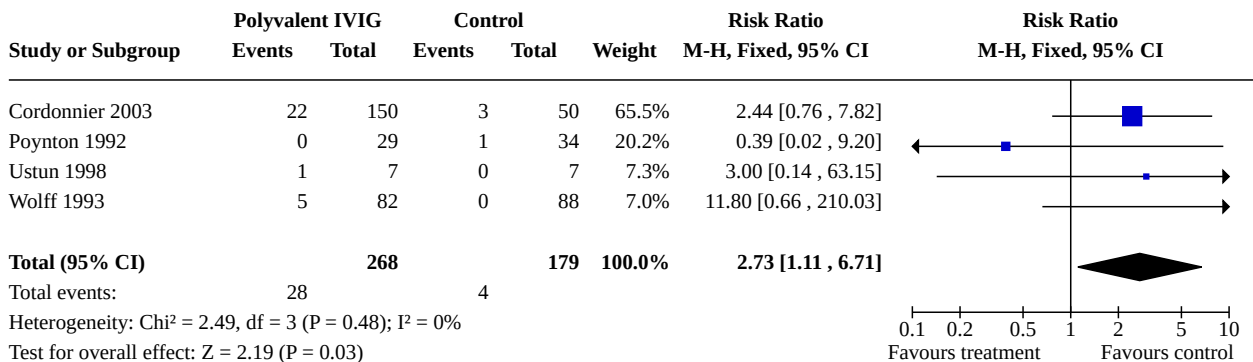 Polyvalent IVIG Control Risk Ratio Risk Ratio
Study or Subgroup Events Total Events Total Weight M-H, Fixed, 95% CI M-H, Fixed, 95% CI
Cordonnier 2003 22 150 3 50 65.5% 2.44 [0.76 , 7.82]
Poynton 1992 0 29 1 34 20.2% 0.39 [0.02 , 9.20]
Ustun 1998 1 7 0 7 7.3% 3.00 [0.14 , 63.15]
Wolff 1993 5 82 0 88 7.0% 11.80 [0.66 , 210.03]
Total (95% CI) 268 179 100.0% 2.73 [1.11 , 6.71]
Total events: 28 4
Heterogeneity: Chi² = 2.49, df = 3 (P = 0.48); I² = 0% 0.1 0.2 0.5 1 2 5 10
Test for overall effect: Z = 2.19 (P = 0.03) Favours treatment Favours control